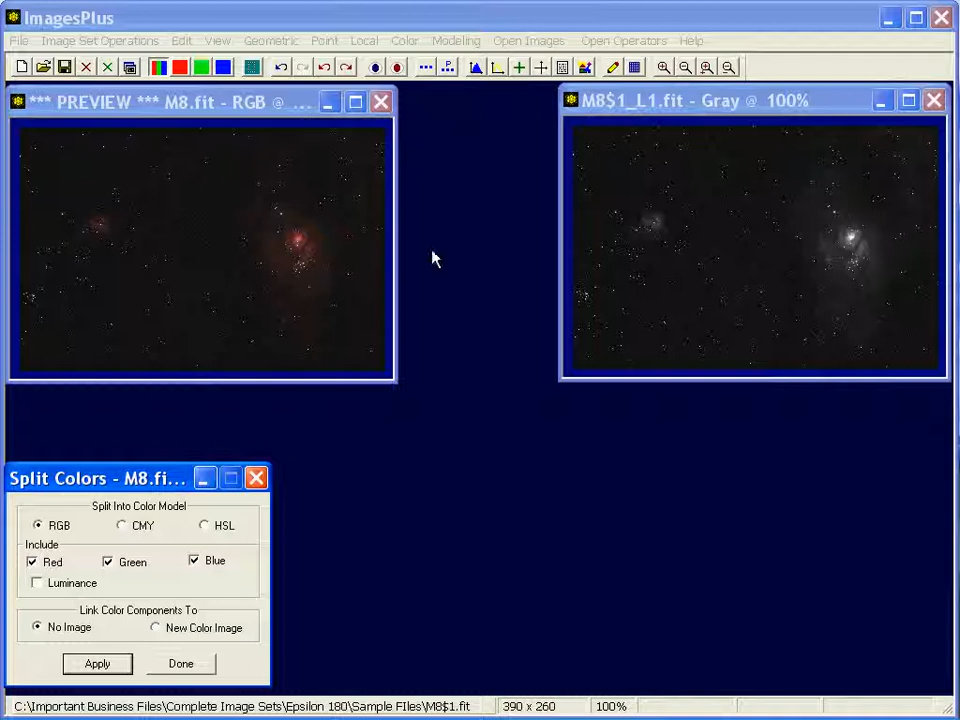 ImagesPlus
File Image Set Operations Edit View Geometric Point Local Color Modeling Open Images Open Operators Help
*** PREVIEW *** M8.fit - RGB @ ...
M8$1_L1.fit - Gray @ 100%
Split Colors - M8.fi...
Split Into Color Model
RGB CMY HSL
Include
Red Green Blue
Luminance
Link Color Components To
No Image New Color Image
Apply Done
C:\Important Business Files\Complete Image Sets\Epsilon 180\Sample FIles\M8$1.fit 390 x 260 100%